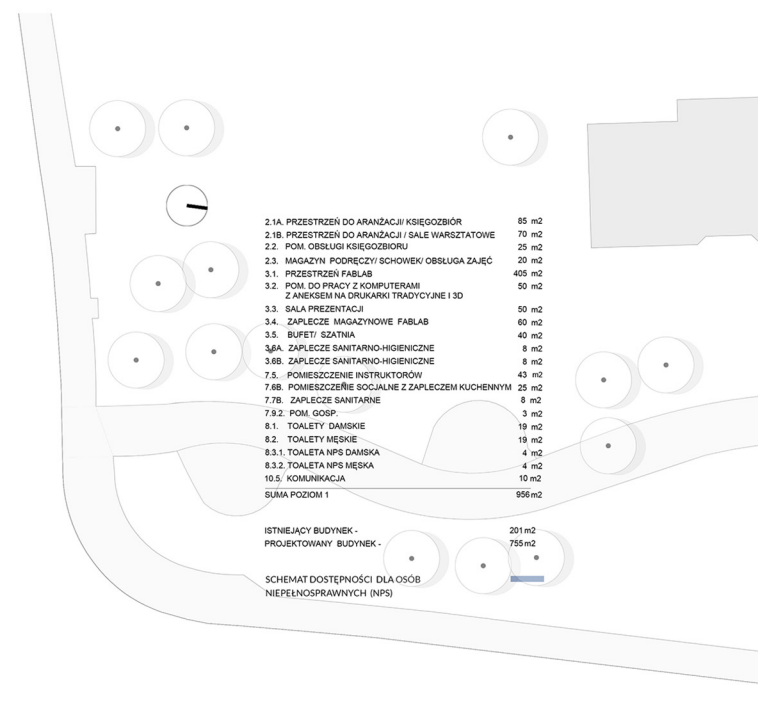 2.1A. PRZESTRZEŃ DO ARANŻACJI/ KSIĘGOZBIÓR 85 m2
2.1B. PRZESTRZEŃ DO ARANŻACJI / SALE WARSZTATOWE 70 m2
2.2. POM. OBSŁUGI KSIĘGOZBIORU 25 m2
2.3. MAGAZYN PODRĘCZY/ SCHOWEK/ OBSŁUGA ZAJĘĆ 20 m2
3.1. PRZESTRZEŃ FABLAB 405 m2
3.2. POM. DO PRACY Z KOMPUTERAMI 50 m2
Z ANEKSEM NA DRUKARKI TRADYCYJNE I 3D
3.3. SALA PREZENTACJI 50 m2
3.4. ZAPLECZE MAGAZYNOWE FABLAB 60 m2
3.5. BUFET/ SZATNIA 40 m2
3.6A. ZAPLECZE SANITARNO-HIGIENICZNE 8 m2
3.6B. ZAPLECZE SANITARNO-HIGIENICZNE 8 m2
7.5. POMIESZCZENIE INSTRUKTORÓW 43 m2
7.6B. POMIESZCZENIE SOCJALNE Z ZAPLECZEM KUCHENNYM 25 m2
7.7B. ZAPLECZE SANITARNE 8 m2
7.9.2. POM. GOSP. 3 m2
8.1. TOALETY DAMSKIE 19 m2
8.2. TOALETY MĘSKIE 19 m2
8.3.1. TOALETA NPS DAMSKA 4 m2
8.3.2. TOALETA NPS MĘSKA 4 m2
10.5. KOMUNIKACJA 10 m2
SUMA POZIOM 1 956 m2
ISTNIEJĄCY BUDYNEK - 201 m2
PROJEKTOWANY BUDYNEK - 755 m2
SCHEMAT DOSTĘPNOŚCI DLA OSÓB
NIEPEŁNOSPRAWNYCH (NPS)